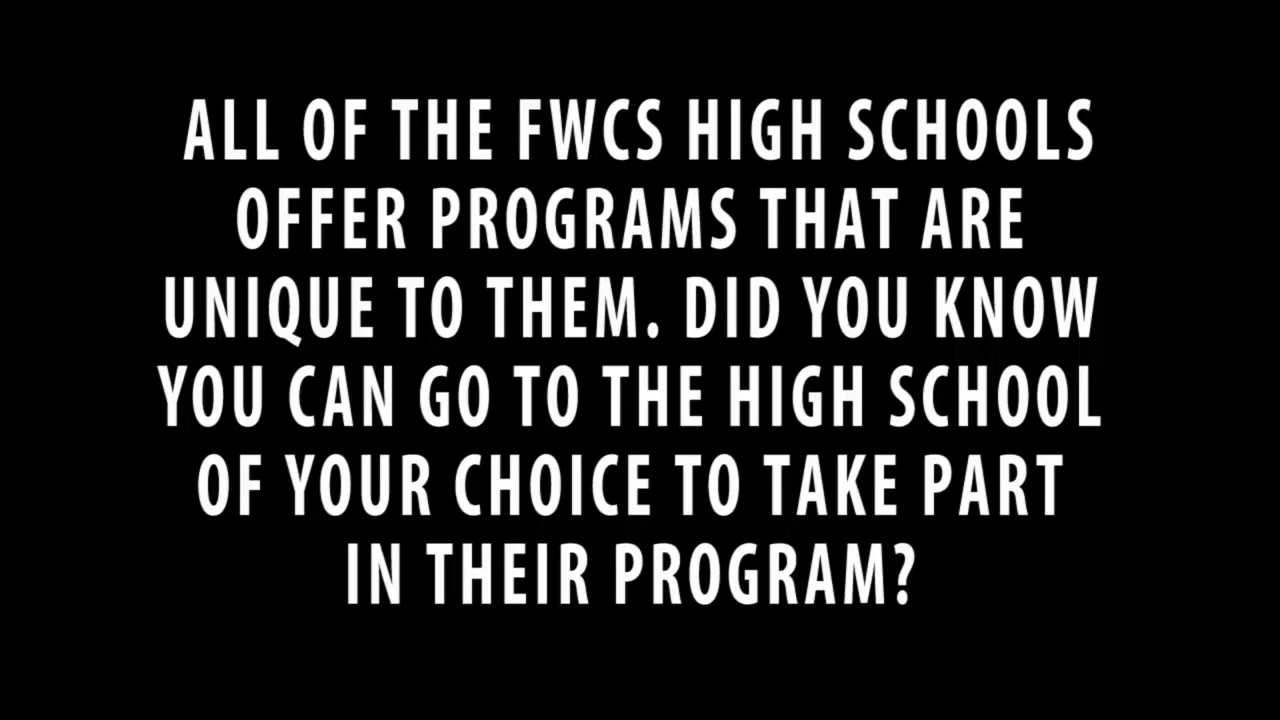 ALL OF THE FWCS HIGH SCHOOLS
OFFER PROGRAMS THAT ARE
UNIQUE TO THEM. DID YOU KNOW
YOU CAN GO TO THE HIGH SCHOOL
OF YOUR CHOICE TO TAKE PART
IN THEIR PROGRAM?